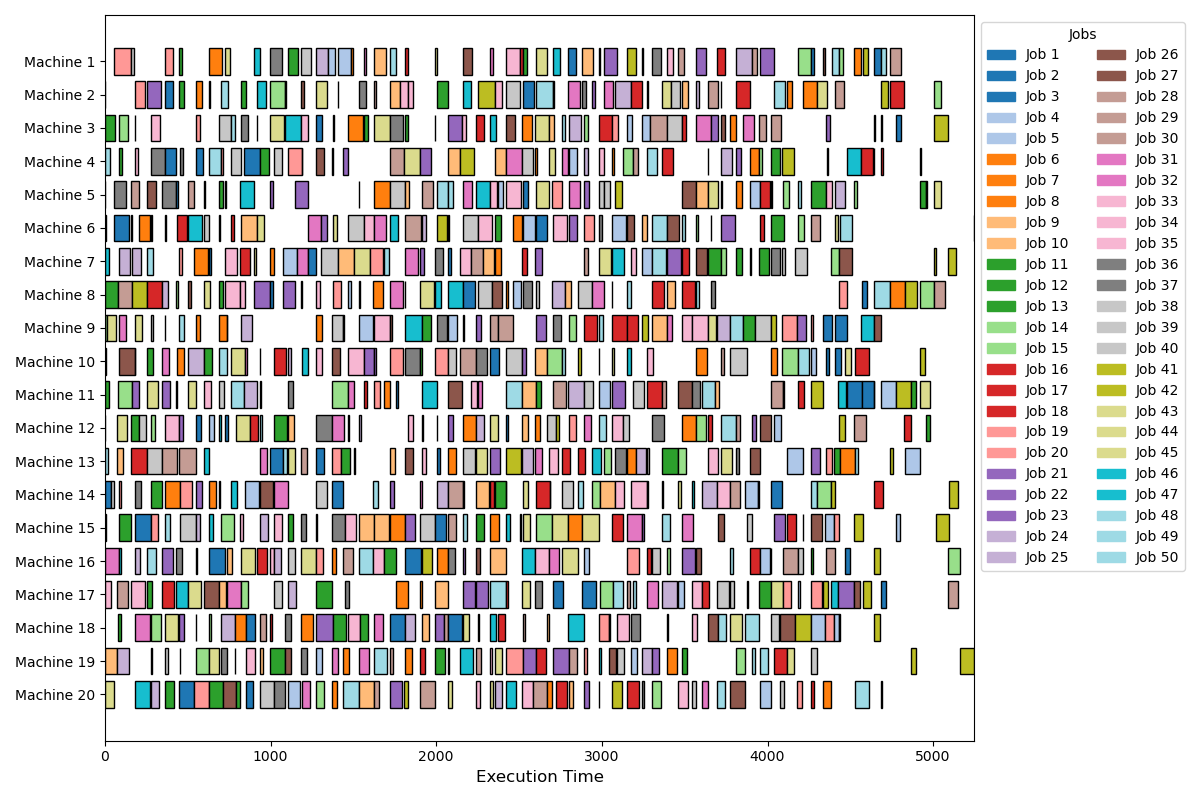 Machine 1
Machine 2
Machine 3
Machine 4
Machine 5
Machine 6
Machine 7
Machine 8
Machine 9
Machine 10
Machine 11
Machine 12
Machine 13
Machine 14
Machine 15
Machine 16
Machine 17
Machine 18
Machine 19
Machine 20
0 1000 2000 3000 4000 5000
Execution Time
Jobs
Job 1 Job 26
Job 2 Job 27
Job 3 Job 28
Job 4 Job 29
Job 5 Job 30
Job 6 Job 31
Job 7 Job 32
Job 8 Job 33
Job 9 Job 34
Job 10 Job 35
Job 11 Job 36
Job 12 Job 37
Job 13 Job 38
Job 14 Job 39
Job 15 Job 40
Job 16 Job 41
Job 17 Job 42
Job 18 Job 43
Job 19 Job 44
Job 20 Job 45
Job 21 Job 46
Job 22 Job 47
Job 23 Job 48
Job 24 Job 49
Job 25 Job 50